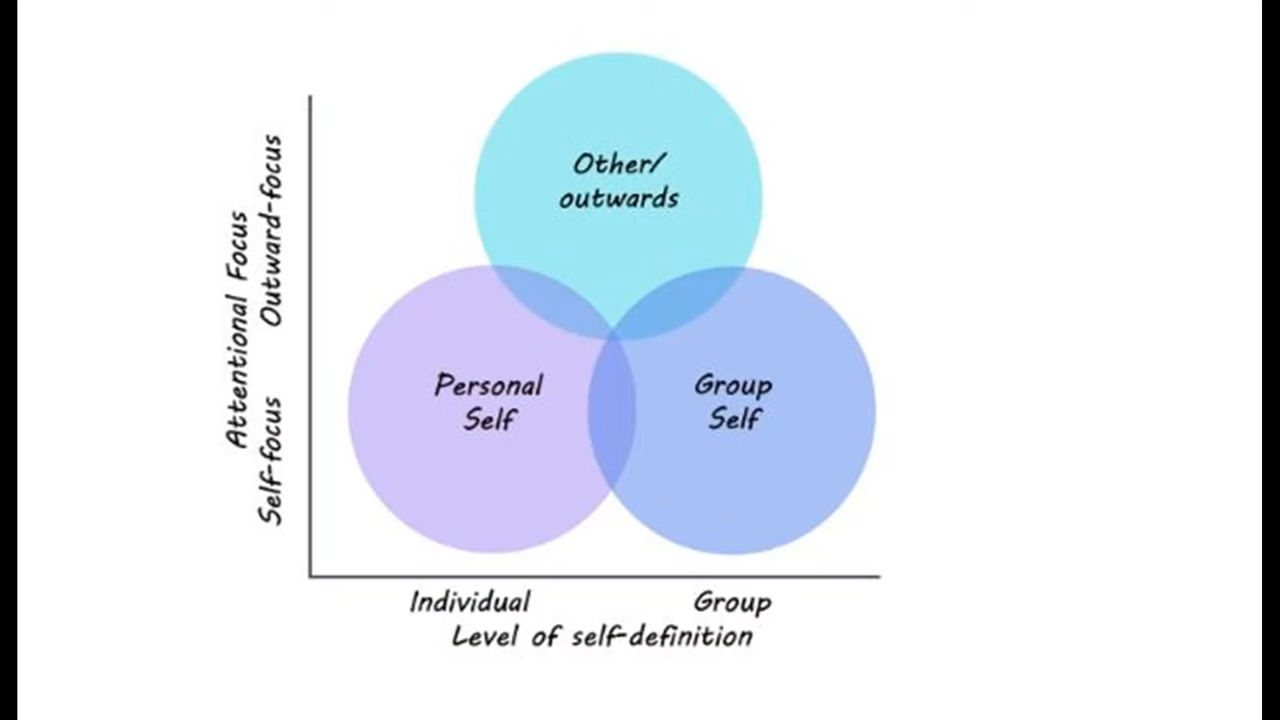 Other/
outwards
Personal
Self
Group
Self
Attentional Focus
Self-focus Outward-focus
Individual Group
Level of self-definition